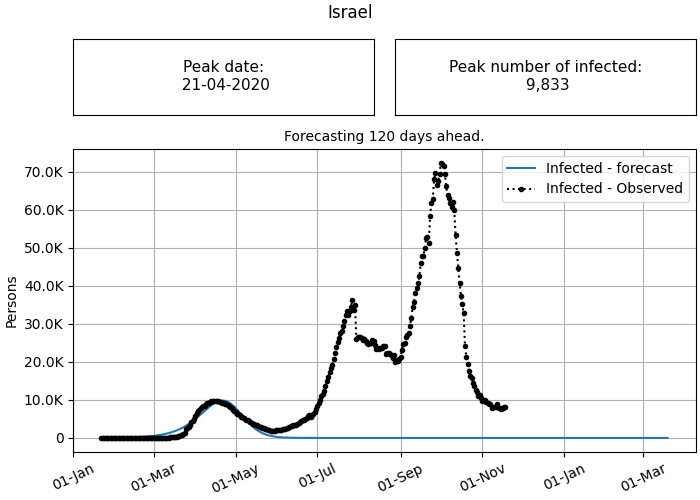 Israel
Peak date:
21-04-2020
Peak number of infected:
9,833
Forecasting 120 days ahead.
Infected - forecast
Infected - Observed
Persons
70.0K
60.0K
50.0K
40.0K
30.0K
20.0K
10.0K
0
01-Jan
01-Mar
01-May
01-Jul
01-Sep
01-Nov
01-Jan
01-Mar